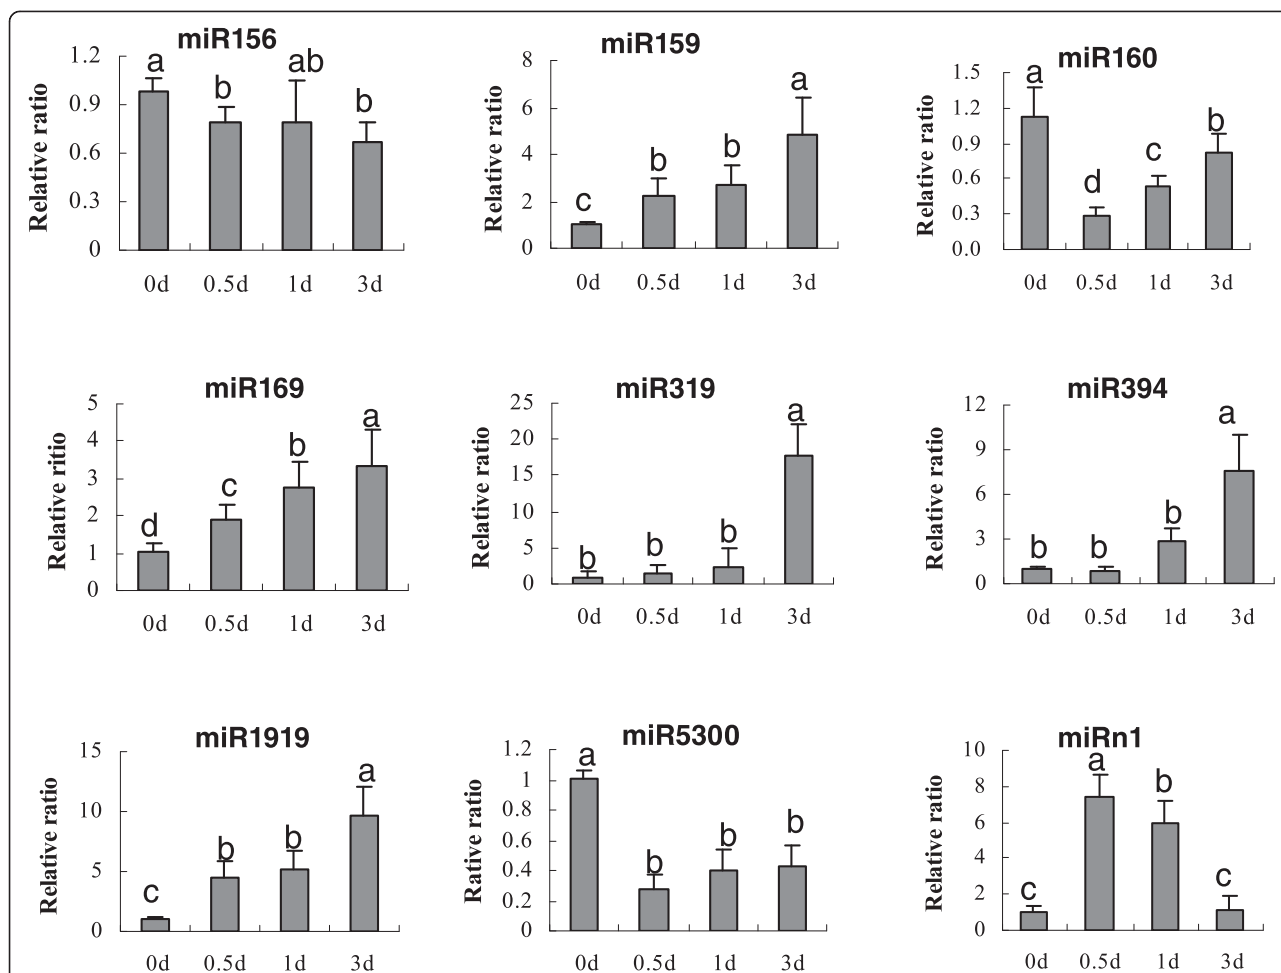 miR156
Relative ratio
1.2
0.9
0.6
0.3
0
a
b
ab
b
0d 0.5d 1d 3d
miR159
Relative ratio
8
6
4
2
0
c
b
b
a
0d 0.5d 1d 3d
miR160
Relative ratio
1.5
1.2
0.9
0.6
0.3
0.0
a
d
c
b
0d 0.5d 1d 3d
miR169
Relative ritio
5
4
3
2
1
0
d
c
b
a
0d 0.5d 1d 3d
miR319
Relative ratio
25
20
15
10
5
0
b
b
b
a
0d 0.5d 1d 3d
miR394
Relative ratio
12
9
6
3
0
b
b
b
a
0d 0.5d 1d 3d
miR1919
Relative ratio
15
10
5
0
c
b
b
a
0d 0.5d 1d 3d
miR5300
Rative ratio
1.2
1
0.8
0.6
0.4
0.2
0
a
b
b
b
0d 0.5d 1d 3d
miRn1
Relative ratio
10
8
6
4
2
0
c
a
b
c
0d 0.5d 1d 3d